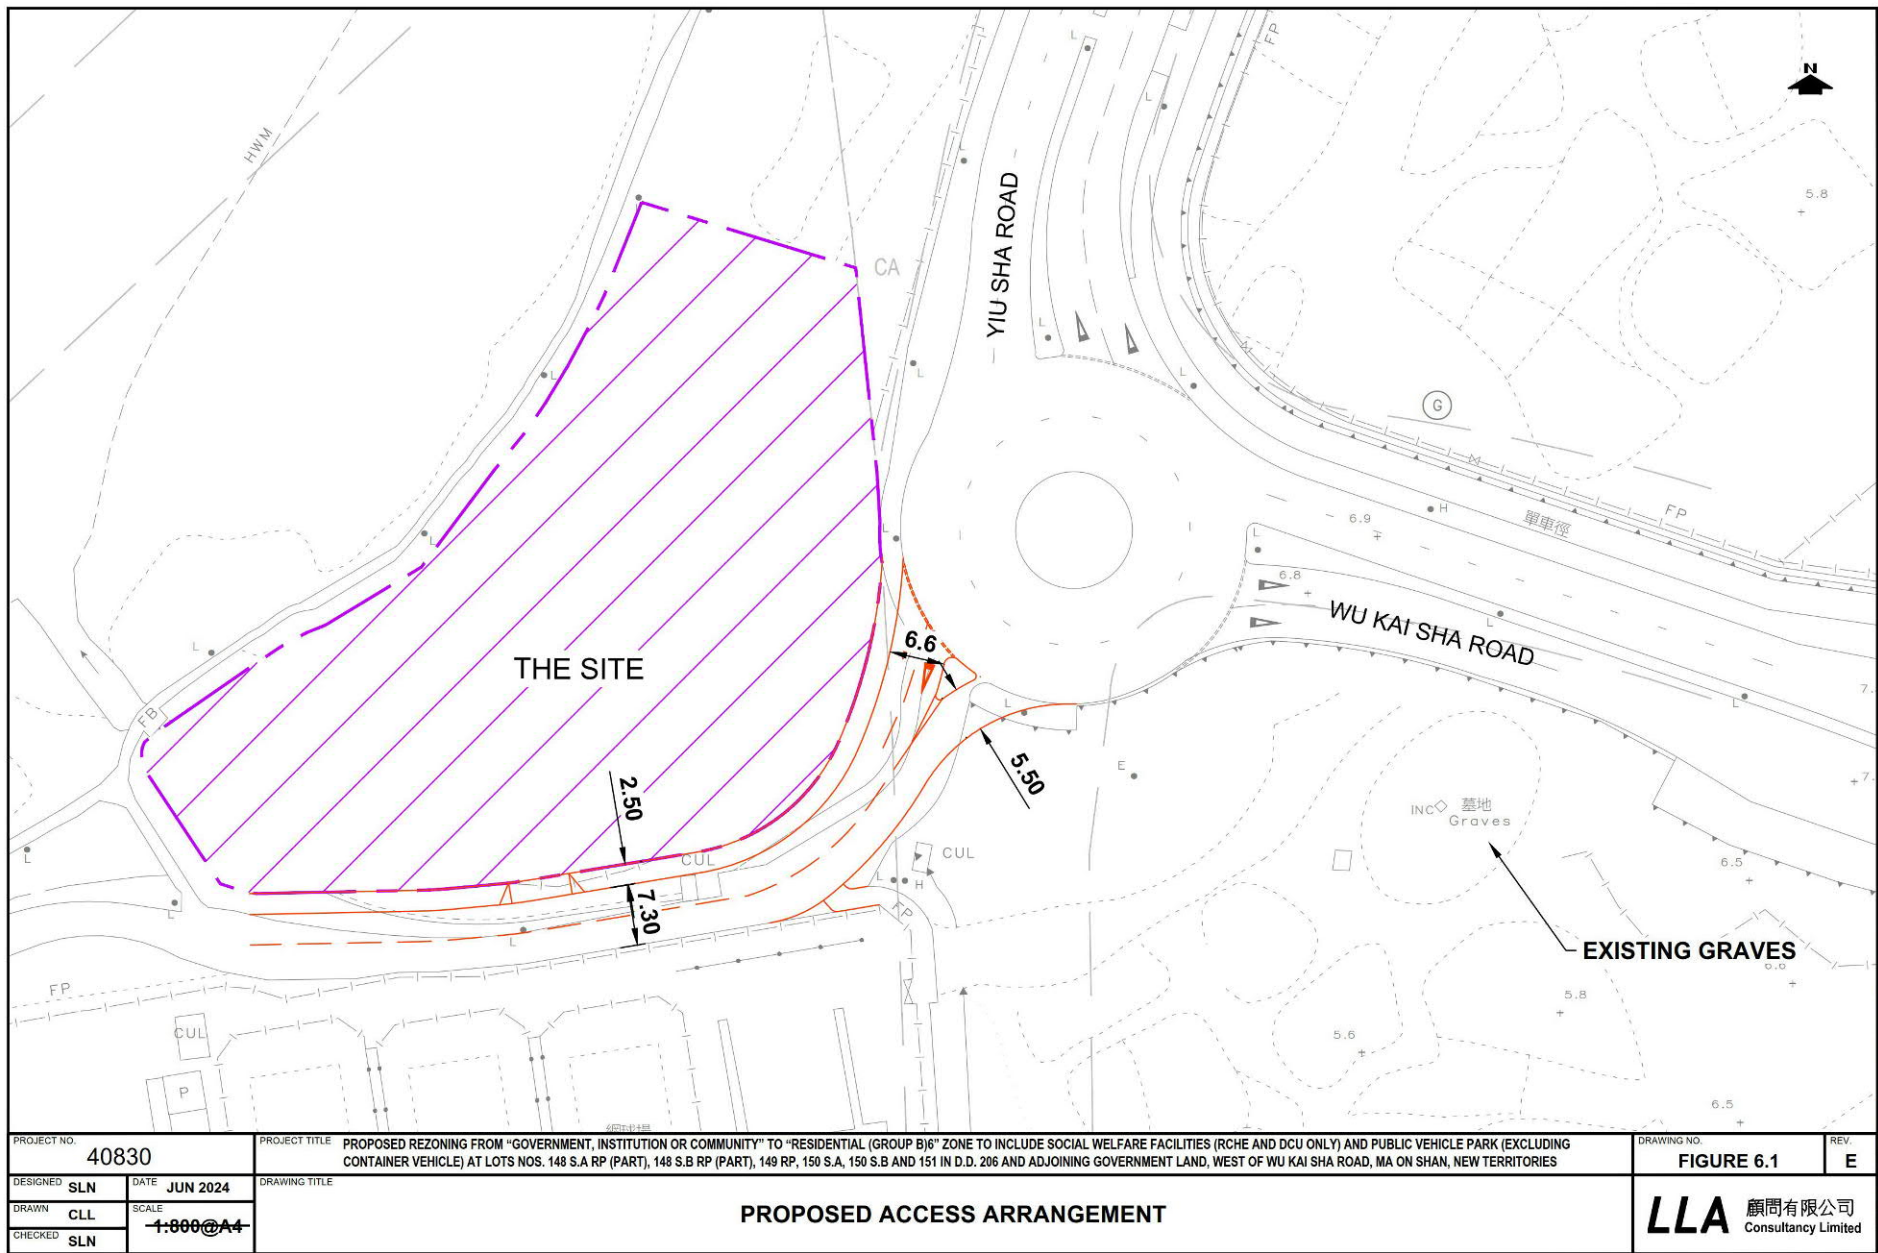 N
HWM
FP
L
L
L
5.8
YIU SHA ROAD
CA
L
L
L
L
L
G
L
L
6.9
H
單車徑
FP
L
6.8
L
WU KAI SHA ROAD
L
6.6
THE SITE
L
L
FB
5.50
E
2.50
INC
墓地
Graves
L
CUL
CUL
6.5
L
L
H
7.30
FP
L
EXISTING GRAVES
6.6
FP
5.8
CUL
5.6
P
6.5
網球場
PROJECT NO.
40830
PROJECT TITLE
PROPOSED REZONING FROM “GOVERNMENT, INSTITUTION OR COMMUNITY” TO “RESIDENTIAL (GROUP B)6” ZONE TO INCLUDE SOCIAL WELFARE FACILITIES (RCHE AND DCU ONLY) AND PUBLIC VEHICLE PARK (EXCLUDING
CONTAINER VEHICLE) AT LOTS NOS. 148 S.A RP (PART), 148 S.B RP (PART), 149 RP, 150 S.A, 150 S.B AND 151 IN D.D. 206 AND ADJOINING GOVERNMENT LAND, WEST OF WU KAI SHA ROAD, MA ON SHAN, NEW TERRITORIES
DRAWING NO.
FIGURE 6.1
REV.
E
DESIGNED SLN
DATE JUN 2024
DRAWING TITLE
PROPOSED ACCESS ARRANGEMENT
DRAWN CLL
SCALE
1:800@A4
CHECKED SLN
LLA
顧問有限公司
Consultancy Limited